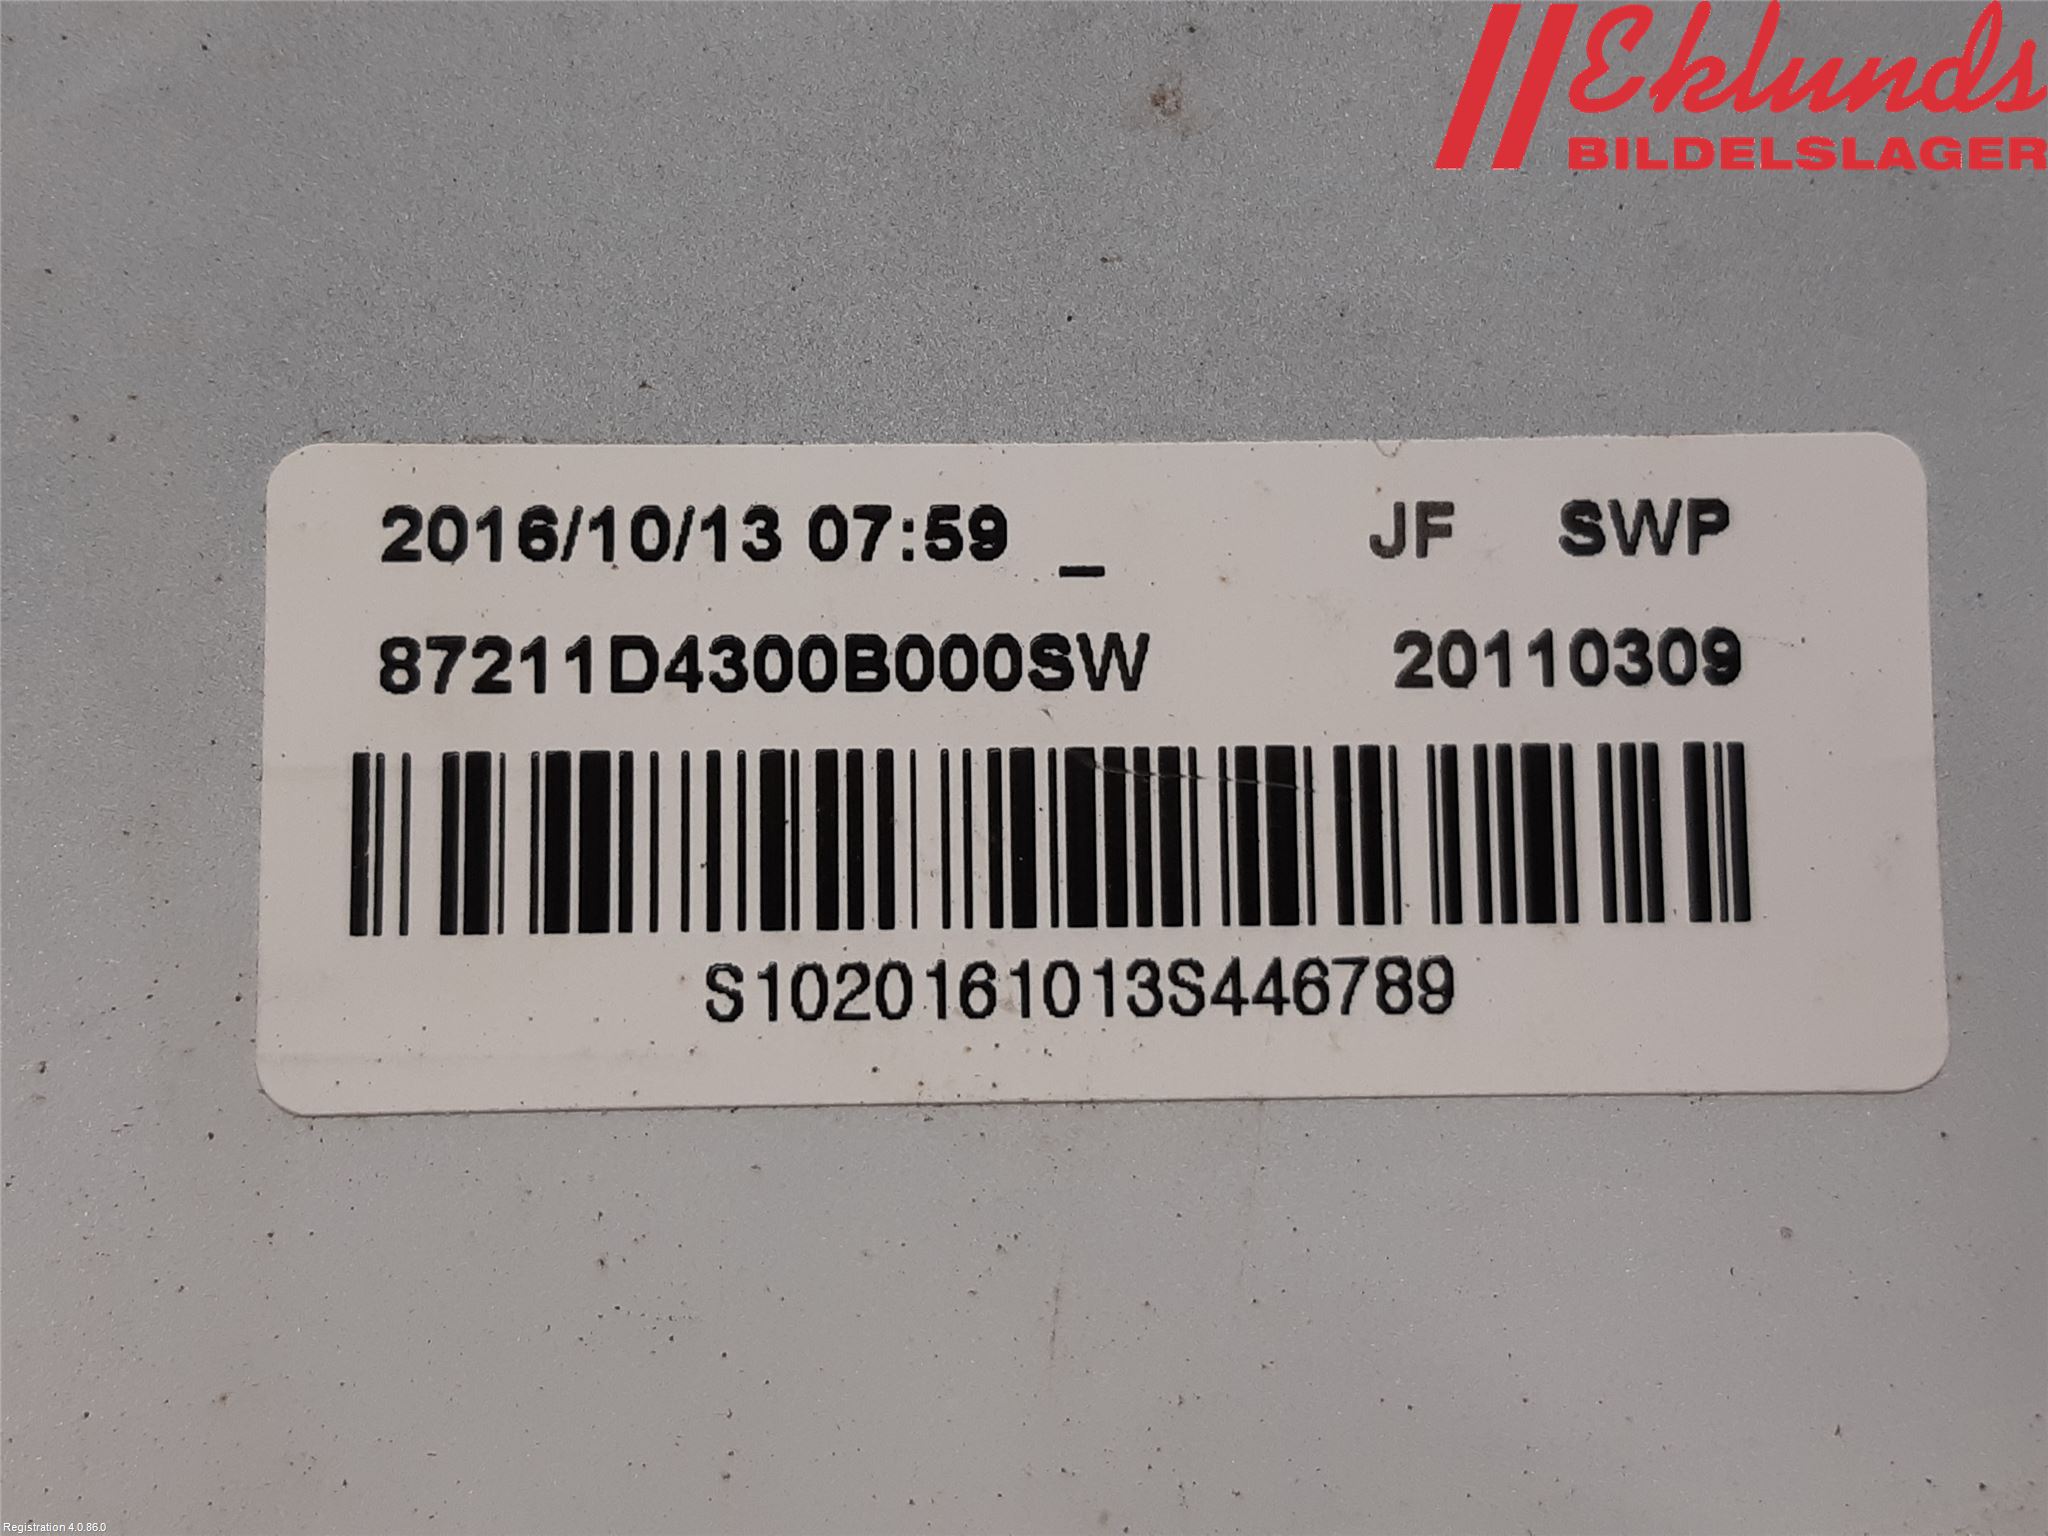 Eklunds
BILDELSLAGER
2016/10/13 07:59 _ JF SWP
87211D4300B000SW 20110309
S1020161013S446789
Registration 4.0.86.0